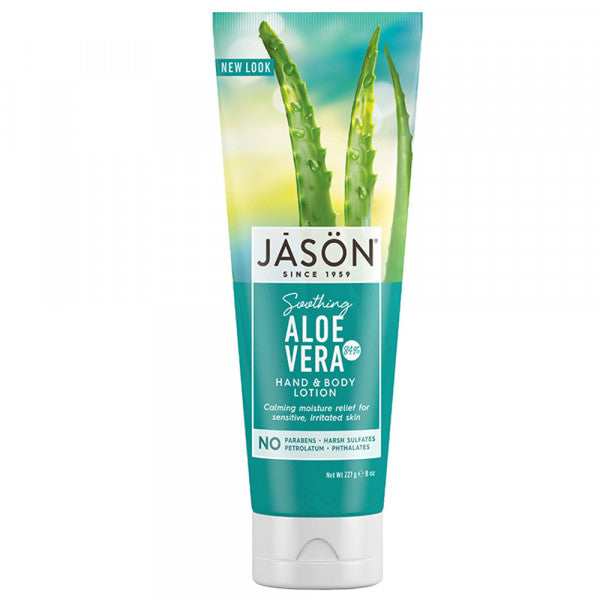 NEW LOOK
JĀSÖN®
SINCE 1959
Soothing
ALOE
VERA 84%
HAND & BODY
LOTION
Calming moisture relief for
sensitive, irritated skin
NO PARABENS • HARSH SULFATES
PETROLATUM • PHTHALATES
Net Wt 227 g ℮ 8 oz